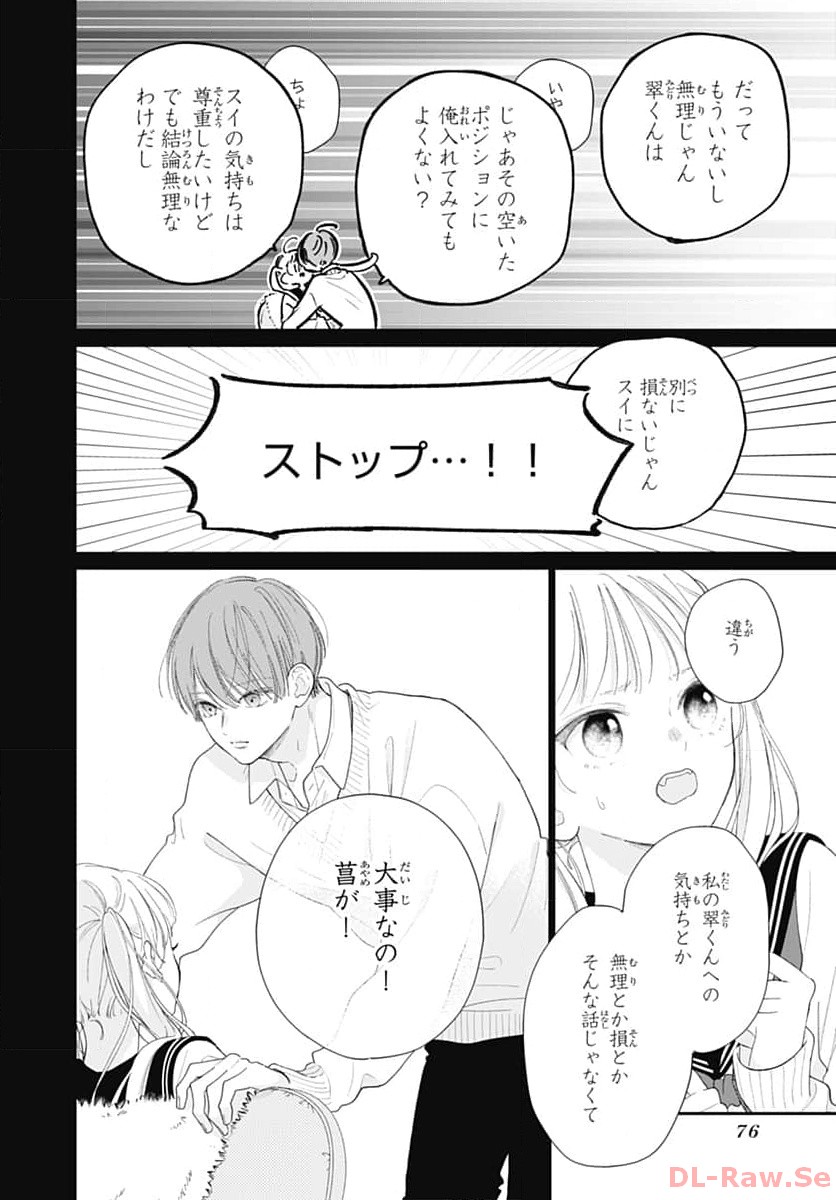 だって
もういないし
無理じゃん
翠くんは
いや
じゃあその空いた
ポジションに
俺入れてみても
よくない？
ちょ
スイの気持ちは
尊重したいけど
でも結論無理な
わけだし
別に
損ないじゃん
スイに
ストップ…！！
違う
私の翠くんへの
気持ちとか
無理とか損とか
そんな話じゃなくて
大事なの！
菖が！
76
DL-Raw.Se